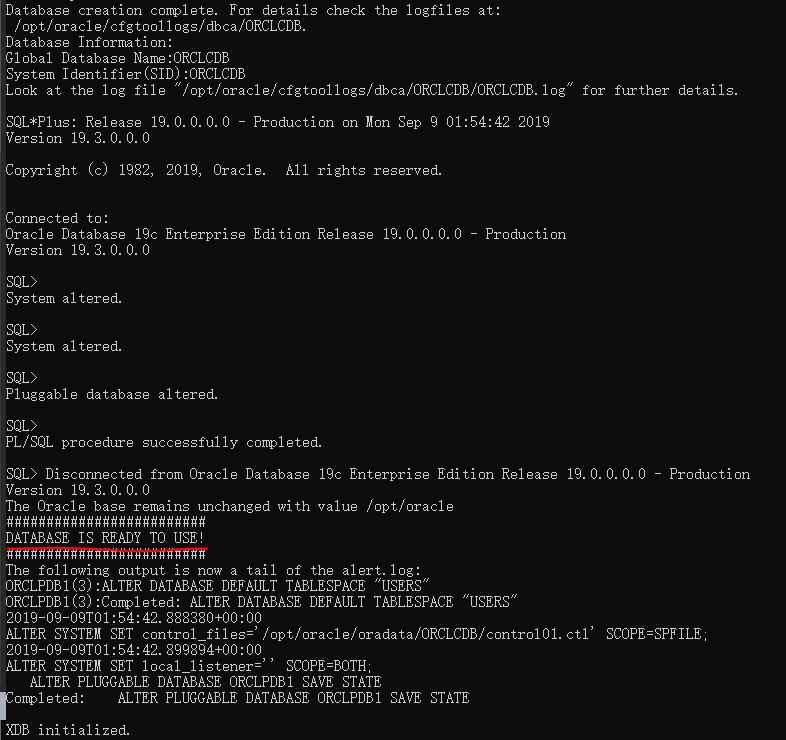 Database creation complete. For details check the logfiles at:
 /opt/oracle/cfgtoollogs/dbca/ORCLCDB.
Database Information:
Global Database Name:ORCLCDB
System Identifier(SID):ORCLCDB
Look at the log file "/opt/oracle/cfgtoollogs/dbca/ORCLCDB/ORCLCDB.log" for further details.
SQL*Plus: Release 19.0.0.0.0 - Production on Mon Sep 9 01:54:42 2019
Version 19.3.0.0.0
Copyright (c) 1982, 2019, Oracle.  All rights reserved.
Connected to:
Oracle Database 19c Enterprise Edition Release 19.0.0.0.0 - Production
Version 19.3.0.0.0
SQL>
System altered.
SQL>
System altered.
SQL>
Pluggable database altered.
SQL>
PL/SQL procedure successfully completed.
SQL> Disconnected from Oracle Database 19c Enterprise Edition Release 19.0.0.0.0 - Production
Version 19.3.0.0.0
The Oracle base remains unchanged with value /opt/oracle
#########################
DATABASE IS READY TO USE!
#########################
The following output is now a tail of the alert.log:
ORCLPDB1(3):ALTER DATABASE DEFAULT TABLESPACE "USERS"
ORCLPDB1(3):Completed: ALTER DATABASE DEFAULT TABLESPACE "USERS"
2019-09-09T01:54:42.888380+00:00
ALTER SYSTEM SET control_files='/opt/oracle/oradata/ORCLCDB/control01.ctl' SCOPE=SPFILE;
2019-09-09T01:54:42.899894+00:00
ALTER SYSTEM SET local_listener='' SCOPE=BOTH;
   ALTER PLUGGABLE DATABASE ORCLPDB1 SAVE STATE
Completed:    ALTER PLUGGABLE DATABASE ORCLPDB1 SAVE STATE
XDB initialized.